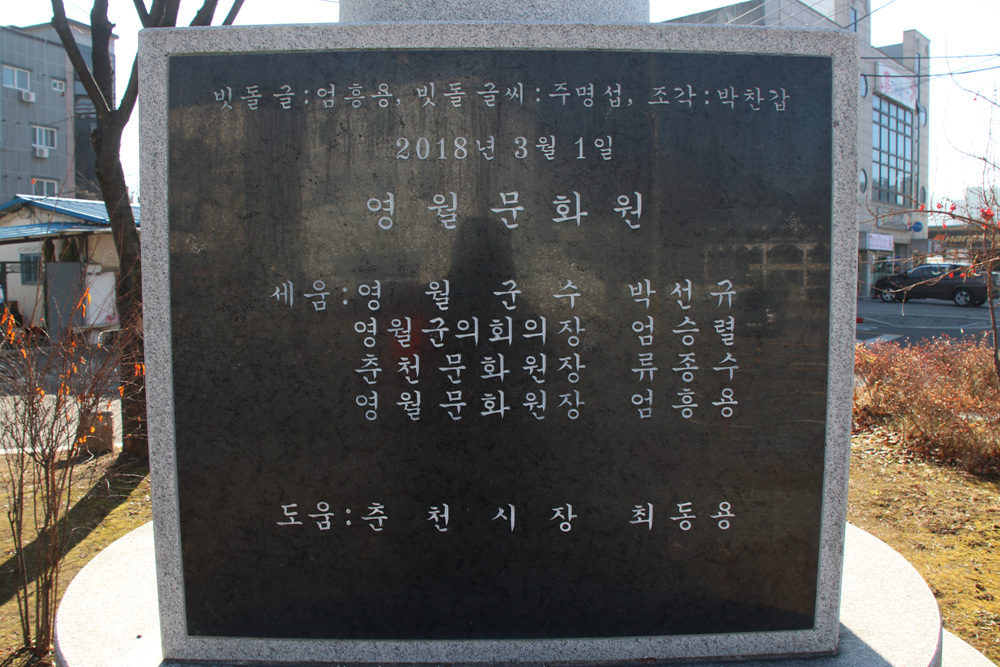 빗돌 글:엄흥용, 빗돌 글씨:주명섭, 조각:박찬갑
2018년 3월 1일
영월문화원
세움:영월군수 박선규
영월군의회의장 엄승렬
춘천문화원장 류종수
영월문화원장 엄흥용
도움:춘천시장 최동용